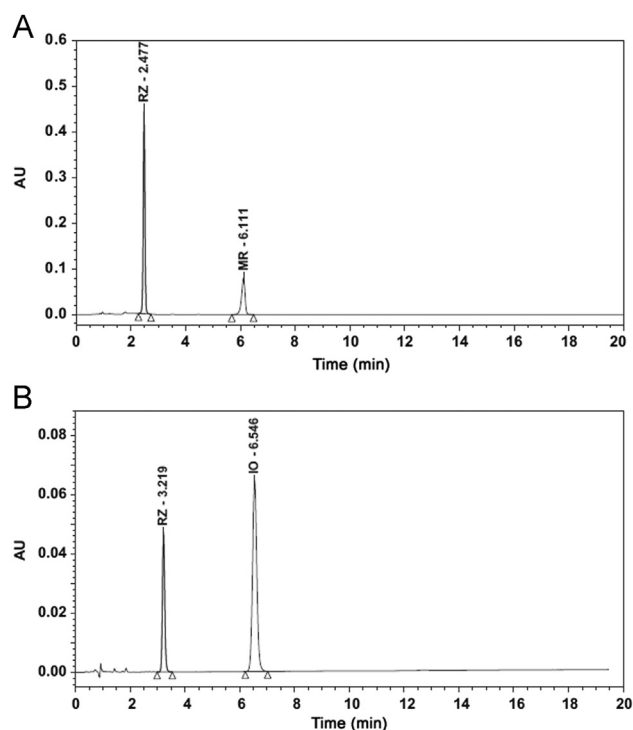 A
0.6
0.5
0.4
0.3
0.2
0.1
0.0
AU
RZ - 2.477
MR - 6.111
0 2 4 6 8 10 12 14 16 18 20
Time (min)
B
0.08
0.06
0.04
0.02
0.00
AU
RZ - 3.219
IO - 6.546
0 2 4 6 8 10 12 14 16 18 20
Time (min)